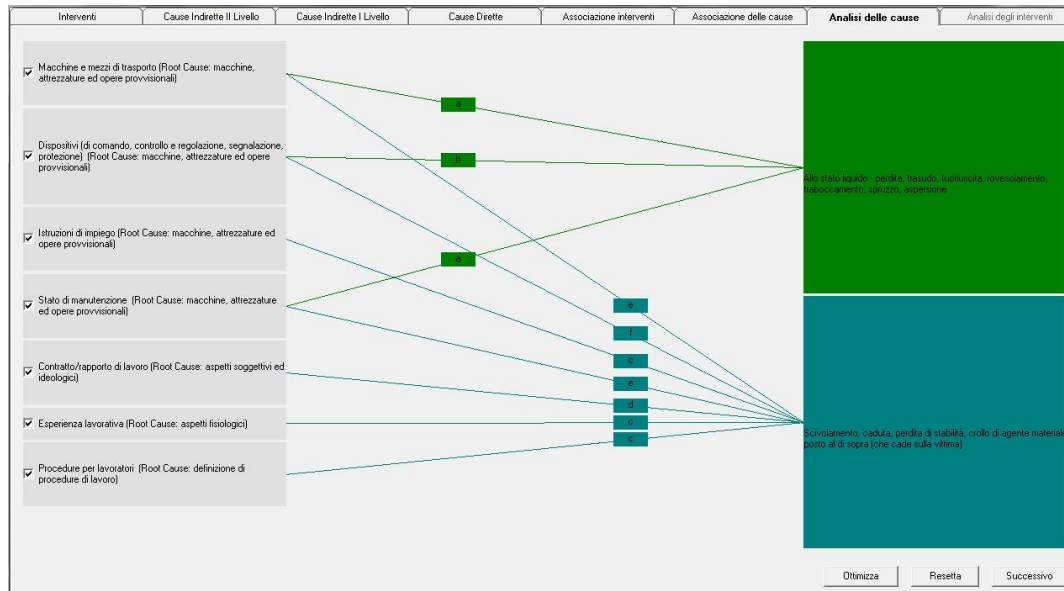 Interventi
Cause Indirette II Livello
Cause Indirette I Livello
Cause Dirette
Associazione interventi
Associazione delle cause
Analisi delle cause
Analisi degli interventi
Macchine e mezzi di trasporto (Root Cause: macchine,
attrezzature ed opere provvisionali)
Dispositivi (di comando, controllo e regolazione, segnalazione,
protezione) (Root Cause: macchine, attrezzature ed opere
provvisionali)
Istruzioni di impiego (Root Cause: macchine, attrezzature ed
opere provvisionali)
Stato di manutenzione (Root Cause: macchine, attrezzature
ed opere provvisionali)
Contratto/rapporto di lavoro (Root Cause: aspetti soggettivi ed
ideologici)
Esperienza lavorativa (Root Cause: aspetti fisiologici)
Procedure per lavoratori (Root Cause: definizione di
procedure di lavoro)
a
b
a
e
f
c
e
d
c
c
Allo stato liquido - perdita, trasudo, fuoriuscita, rovesciamento,
traboccamento, spruzzo, aspersione
Scivolamento, caduta, perdita di stabilità, crollo di agente materiale
posto al di sopra (che cade sulla vittima)
Ottimizza
Resetta
Successivo